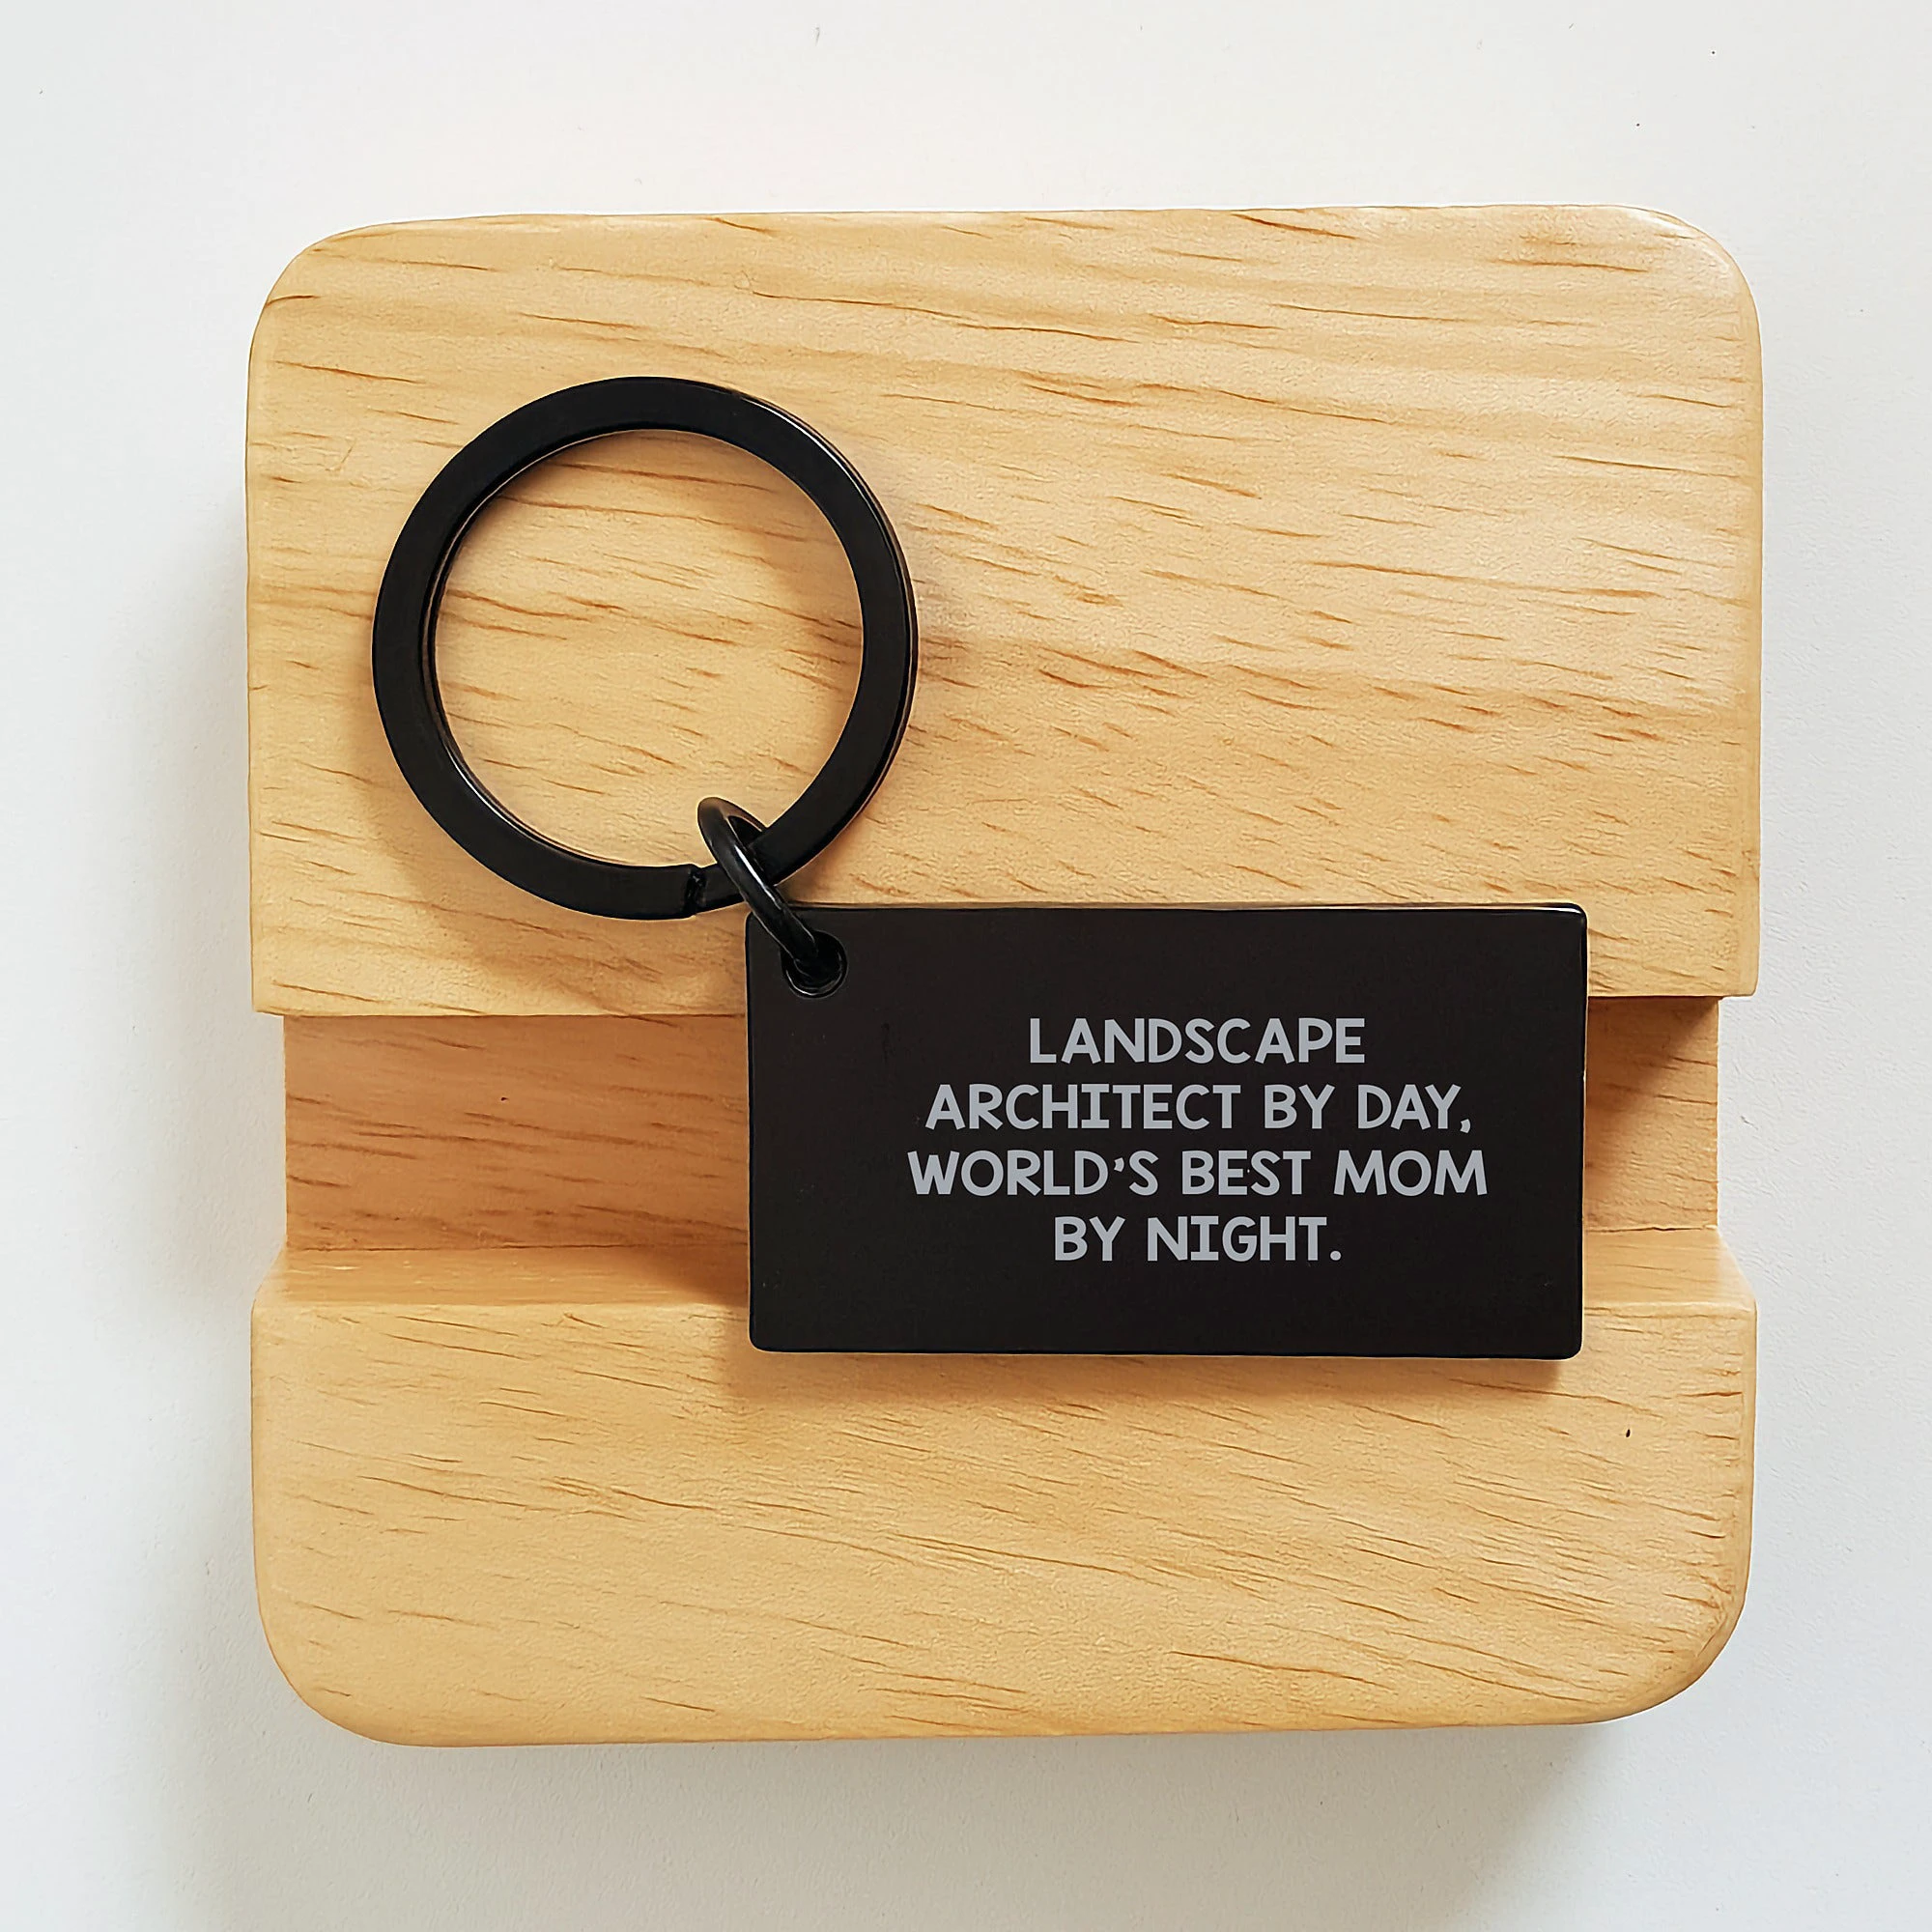 LANDSCAPE
ARCHITECT BY DAY,
WORLD'S BEST MOM
BY NIGHT.